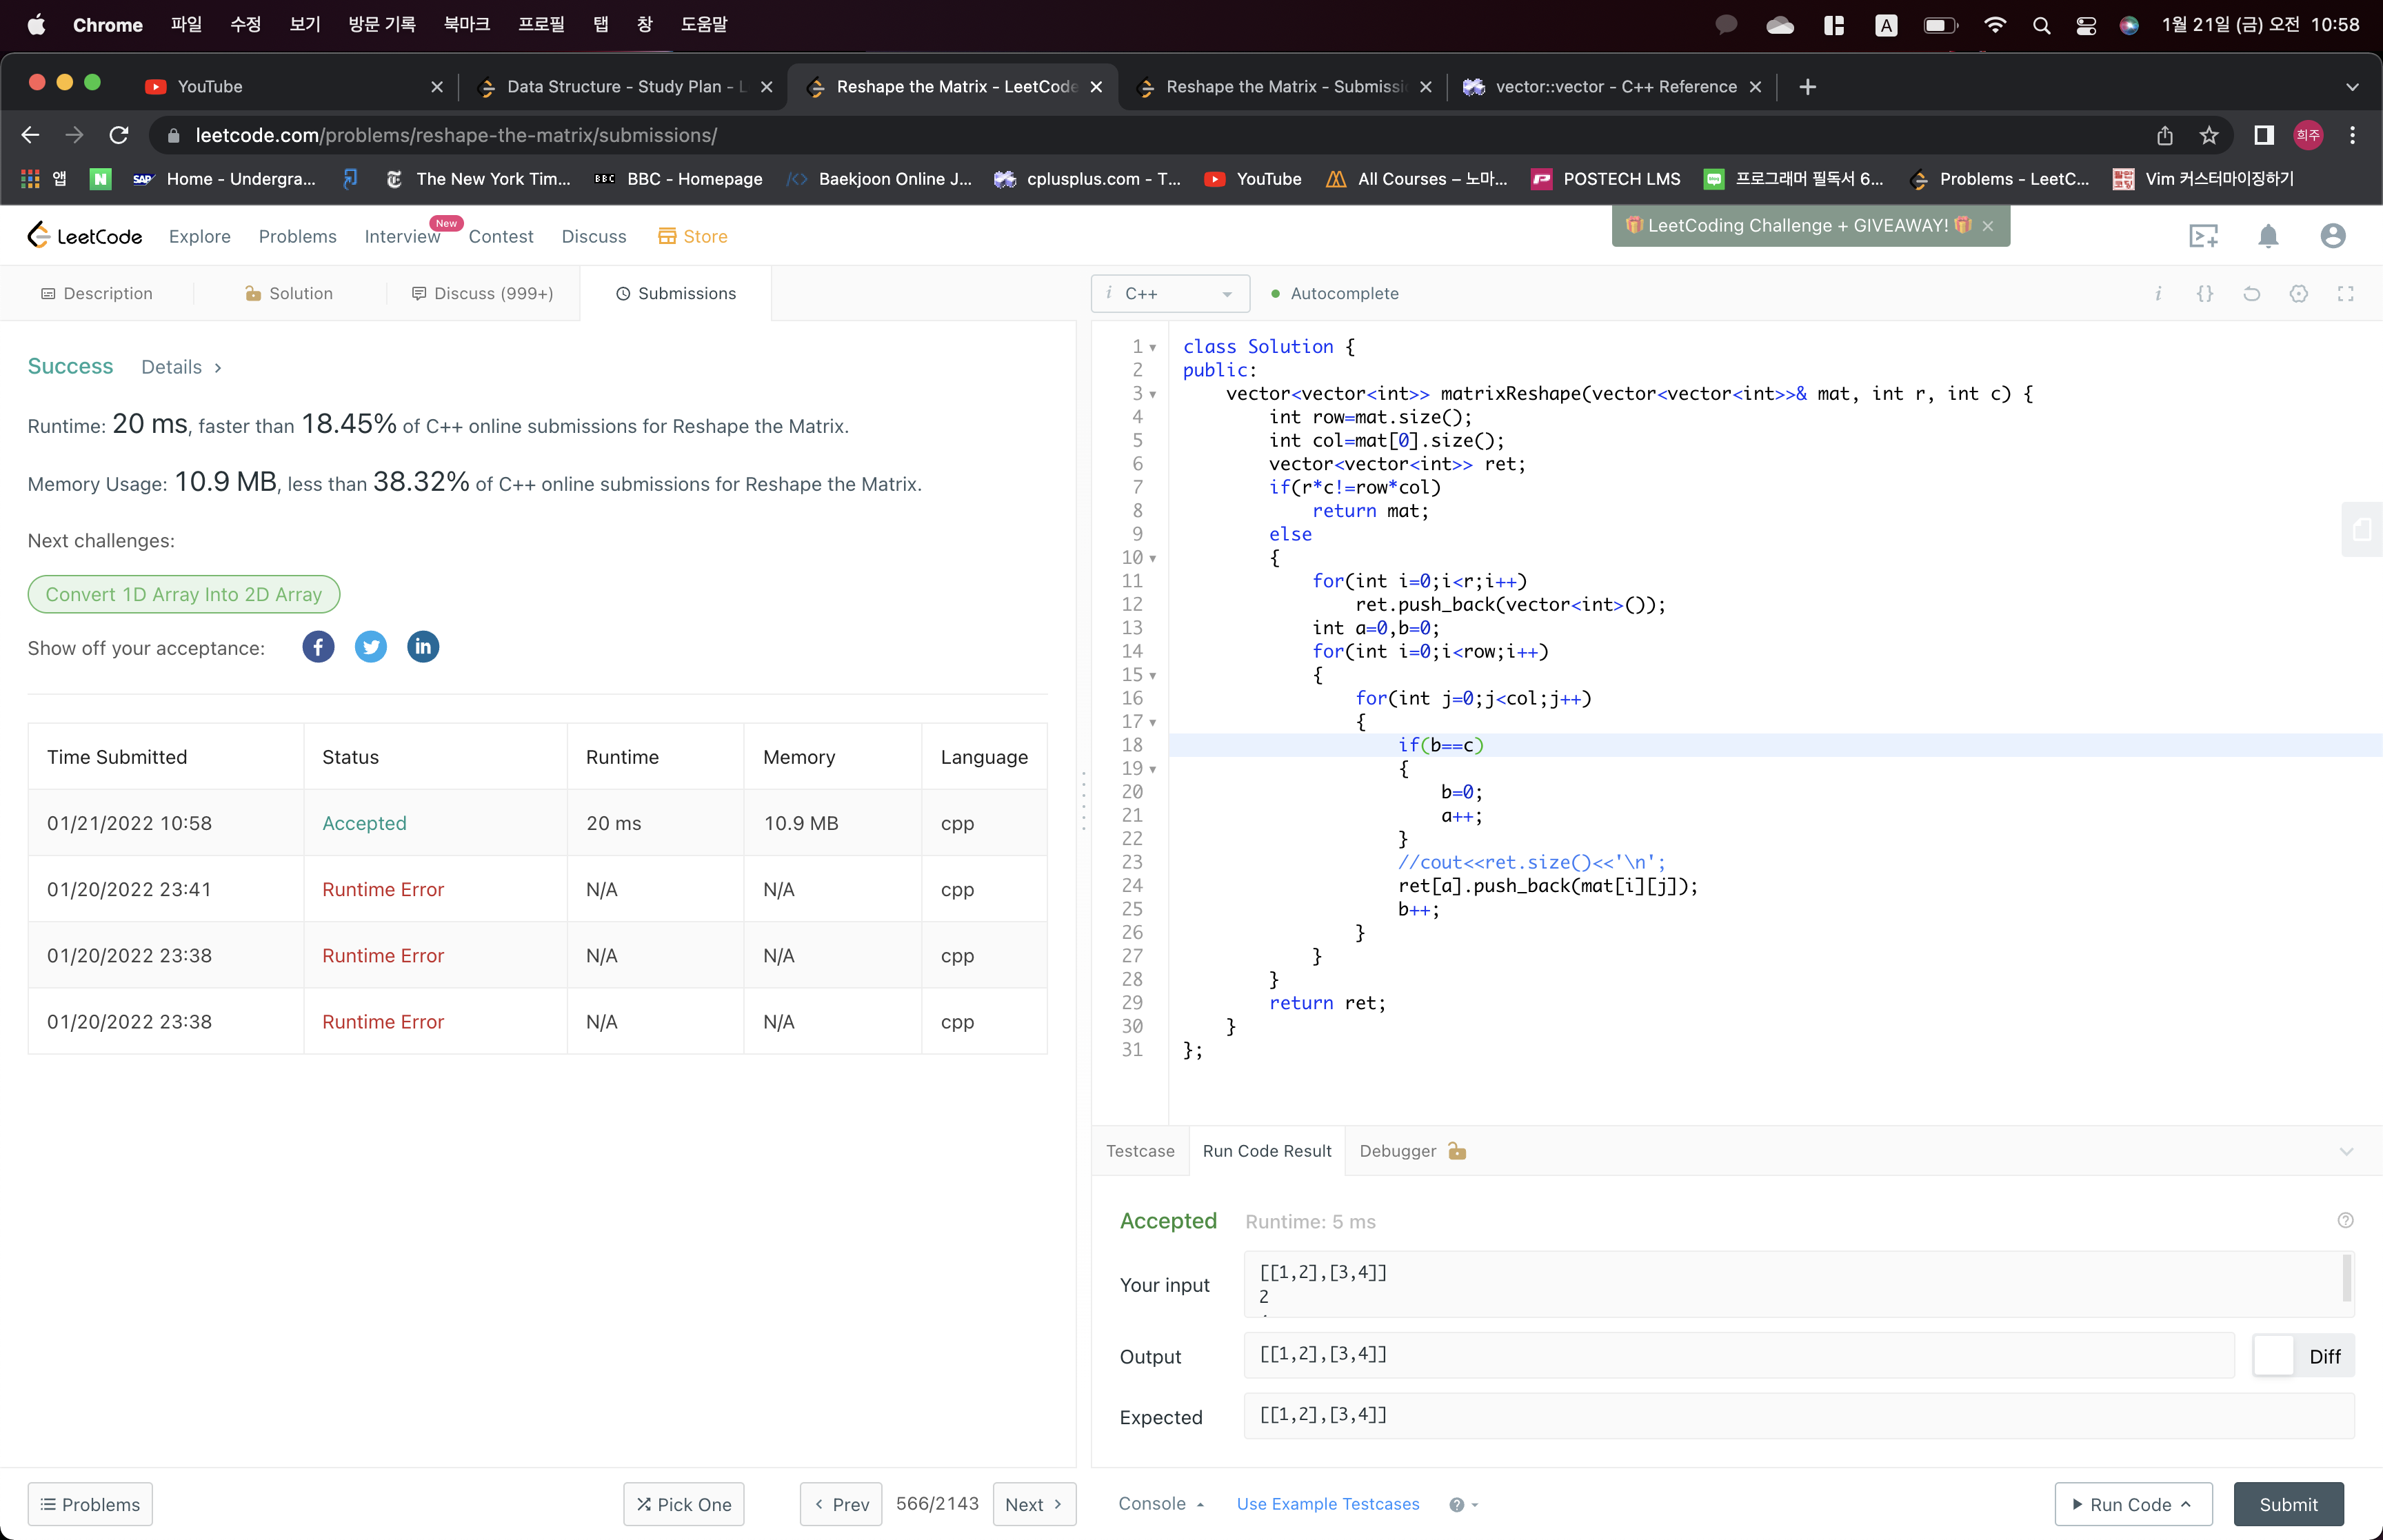 Chrome 파일 수정 보기 방문 기록 북마크 프로필 탭 창 도움말 A 1월 21일 (금) 오전 10:58
YouTube Data Structure - Study Plan - L Reshape the Matrix - LeetCode Reshape the Matrix - Submissi vector::vector - C++ Reference
leetcode.com/problems/reshape-the-matrix/submissions/ 희주
앱 N SAP Home - Undergra... The New York Tim... BBC BBC - Homepage Baekjoon Online J... cplusplus.com - T... YouTube All Courses – 노마... POSTECH LMS 프로그래머 필독서 6... Problems - LeetC... Vim 커스터마이징하기
LeetCode Explore Problems Interview New Contest Discuss Store LeetCoding Challenge + GIVEAWAY!
Description Solution Discuss (999+) Submissions
Success Details
Runtime: 20 ms, faster than 18.45% of C++ online submissions for Reshape the Matrix.
Memory Usage: 10.9 MB, less than 38.32% of C++ online submissions for Reshape the Matrix.
Next challenges:
Convert 1D Array Into 2D Array
Show off your acceptance:
Time Submitted Status Runtime Memory Language
01/21/2022 10:58 Accepted 20 ms 10.9 MB cpp
01/20/2022 23:41 Runtime Error N/A N/A cpp
01/20/2022 23:38 Runtime Error N/A N/A cpp
01/20/2022 23:38 Runtime Error N/A N/A cpp
Problems Pick One Prev 566/2143 Next
i C++ Autocomplete i {}
1 class Solution {
2 public:
3     vector<vector<int>> matrixReshape(vector<vector<int>>& mat, int r, int c) {
4         int row=mat.size();
5         int col=mat[0].size();
6         vector<vector<int>> ret;
7         if(r*c!=row*col)
8             return mat;
9         else
10         {
11             for(int i=0;i<r;i++)
12                 ret.push_back(vector<int>());
13             int a=0,b=0;
14             for(int i=0;i<row;i++)
15             {
16                 for(int j=0;j<col;j++)
17                 {
18                     if(b==c)
19                     {
20                         b=0;
21                         a++;
22                     }
23                     //cout<<ret.size()<<'\n';
24                     ret[a].push_back(mat[i][j]);
25                     b++;
26                 }
27             }
28         }
29         return ret;
30     }
31 };
Testcase Run Code Result Debugger
Accepted Runtime: 5 ms
Your input [[1,2],[3,4]]
2
Output [[1,2],[3,4]] Diff
Expected [[1,2],[3,4]]
Console Use Example Testcases Run Code Submit